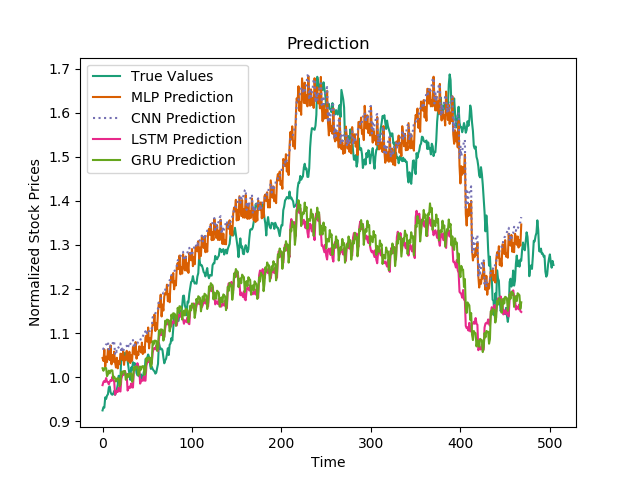 Prediction
True Values
MLP Prediction
CNN Prediction
LSTM Prediction
GRU Prediction
Normalized Stock Prices
1.7
1.6
1.5
1.4
1.3
1.2
1.1
1.0
0.9
0 100 200 300 400 500
Time